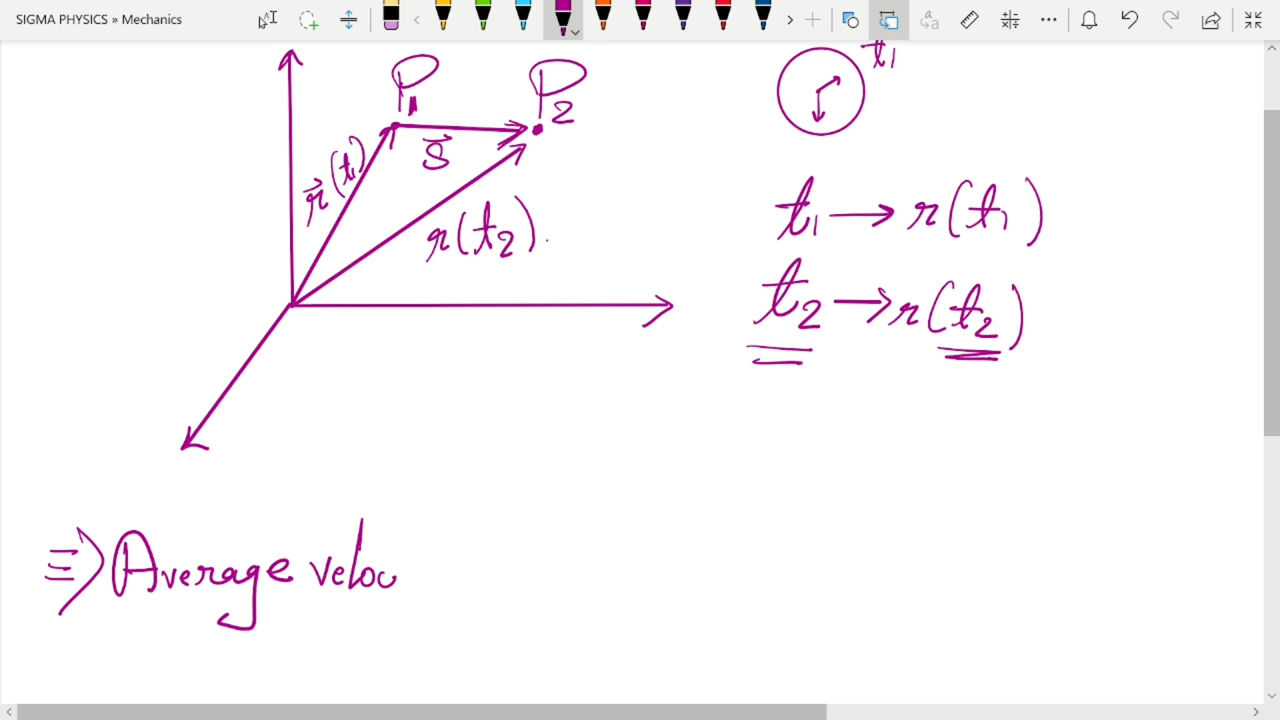 SIGMA PHYSICS » Mechanics
t₁
P₁
P₂
r⃗(t₁)
s⃗
r(t₂)
t₁ → r(t₁)
t₂ → r(t₂)
⇒ Average veloc